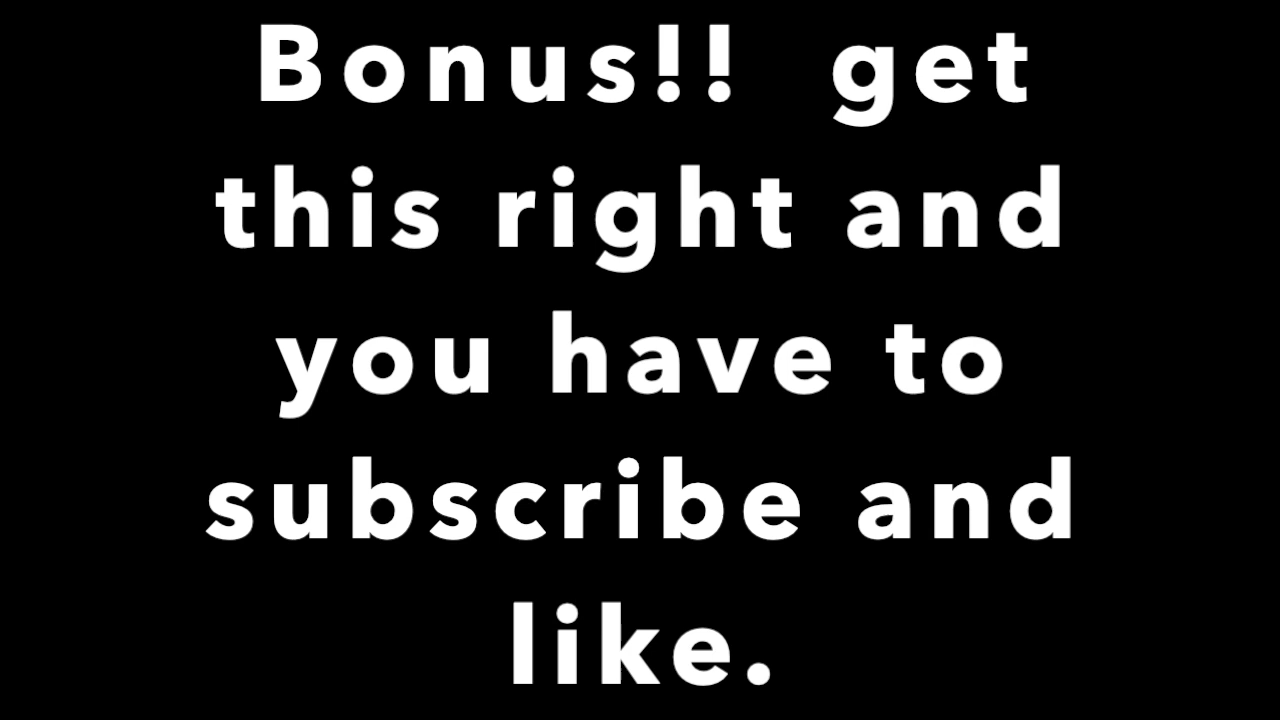 Bonus!!  get
this right and
you have to
subscribe and
like.